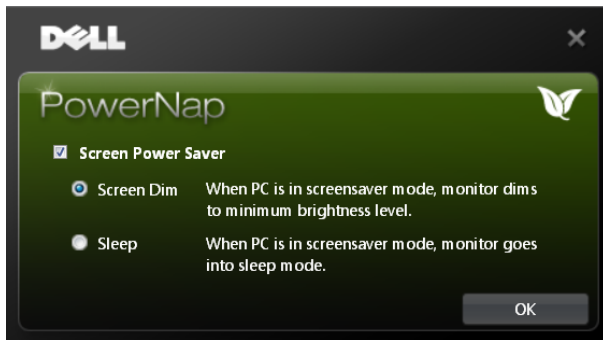 DELL
PowerNap
Screen Power Saver
Screen Dim When PC is in screensaver mode, monitor dims
to minimum brightness level.
Sleep When PC is in screensaver mode, monitor goes
into sleep mode.
OK